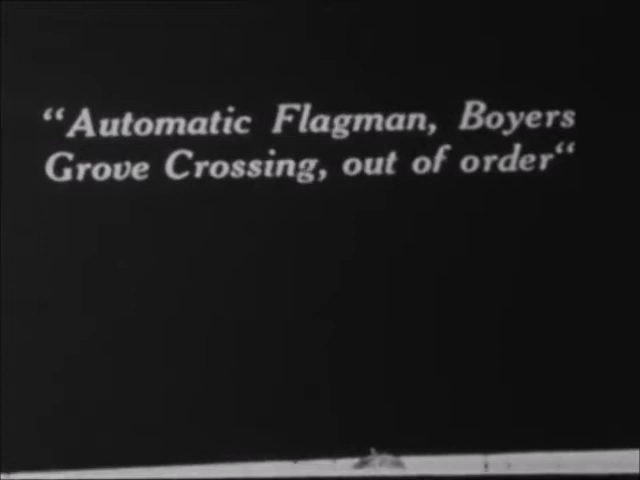 “Automatic Flagman, Boyers
Grove Crossing, out of order“